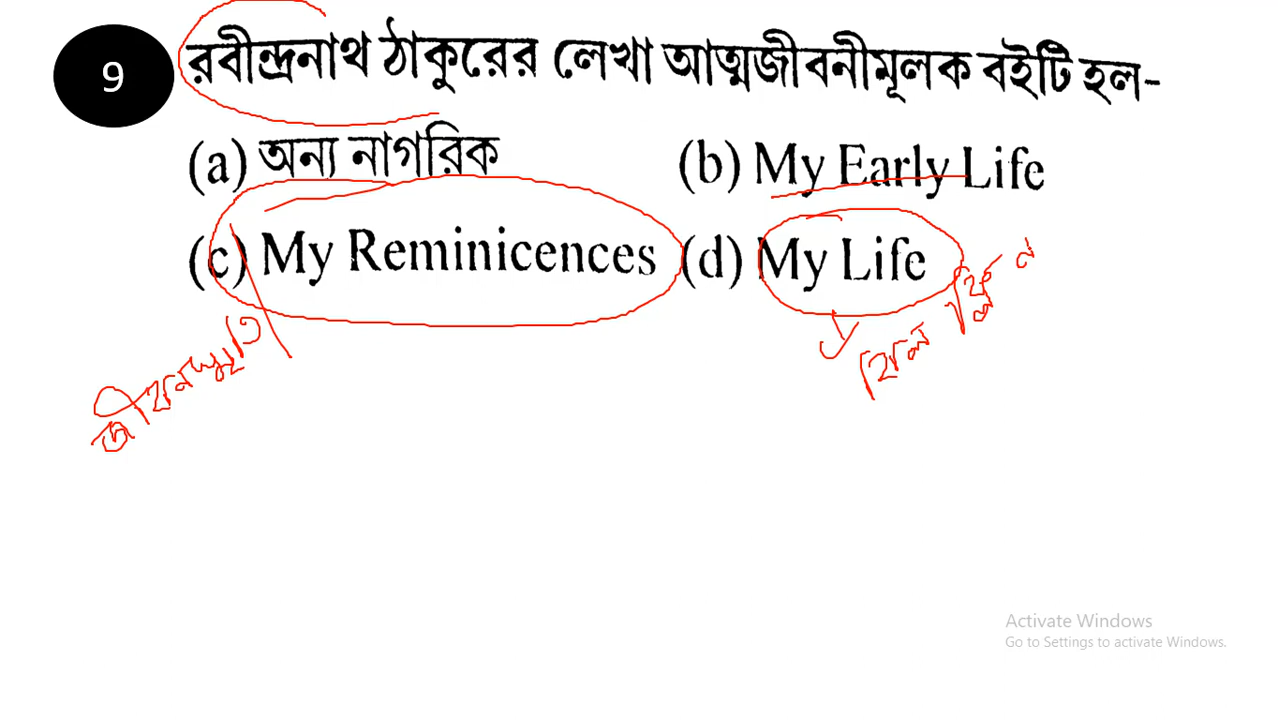 9
রবীন্দ্রনাথ ঠাকুরের লেখা আত্মজীবনীমূলক বইটি হল-
(a) অন্য নাগরিক (b) My Early Life
(c) My Reminicences (d) My Life
জীবনস্মৃতি
Activate Windows
Go to Settings to activate Windows.